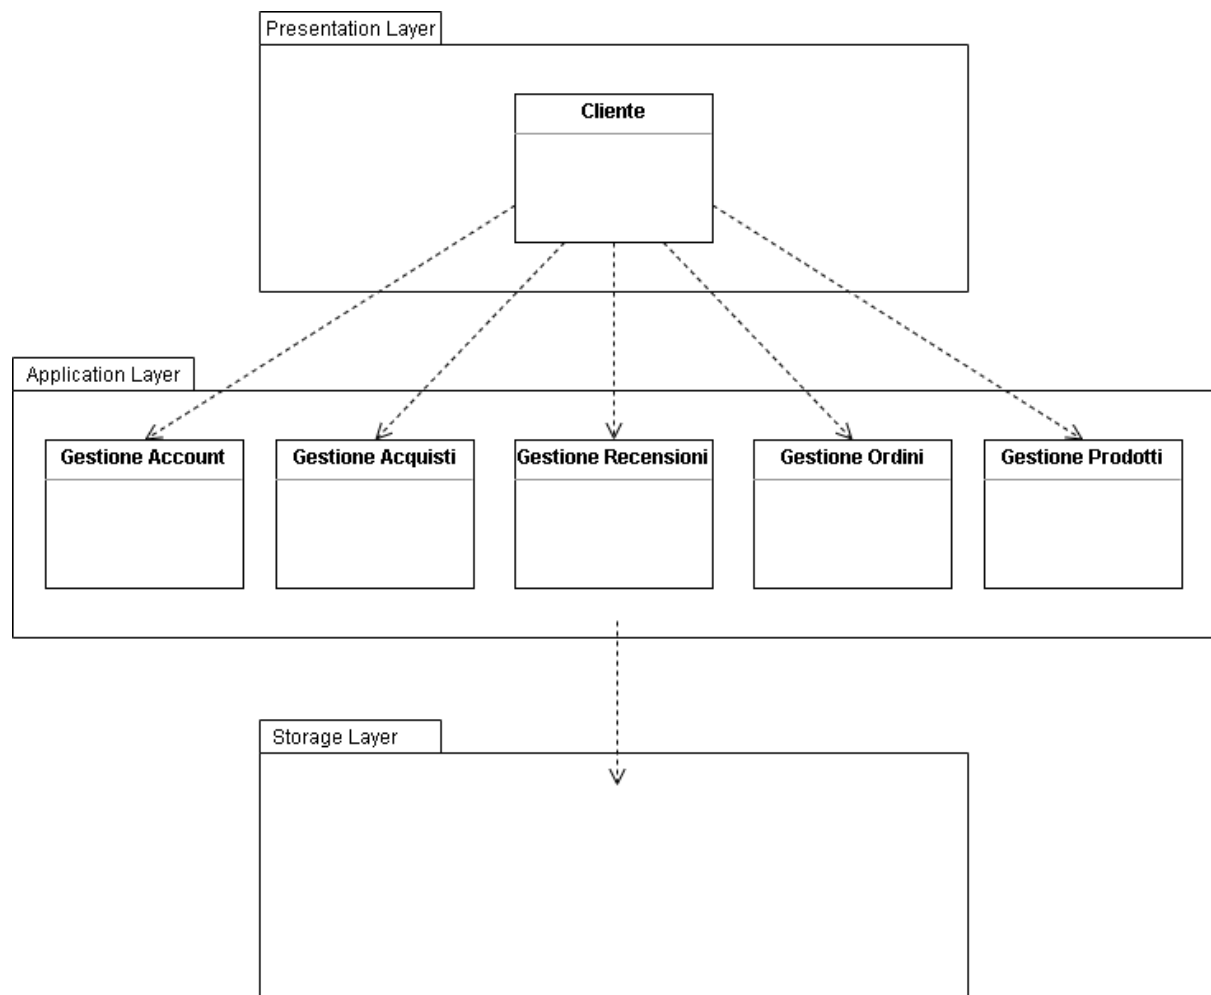 Presentation Layer
Cliente
Application Layer
Gestione Account
Gestione Acquisti
Gestione Recensioni
Gestione Ordini
Gestione Prodotti
Storage Layer